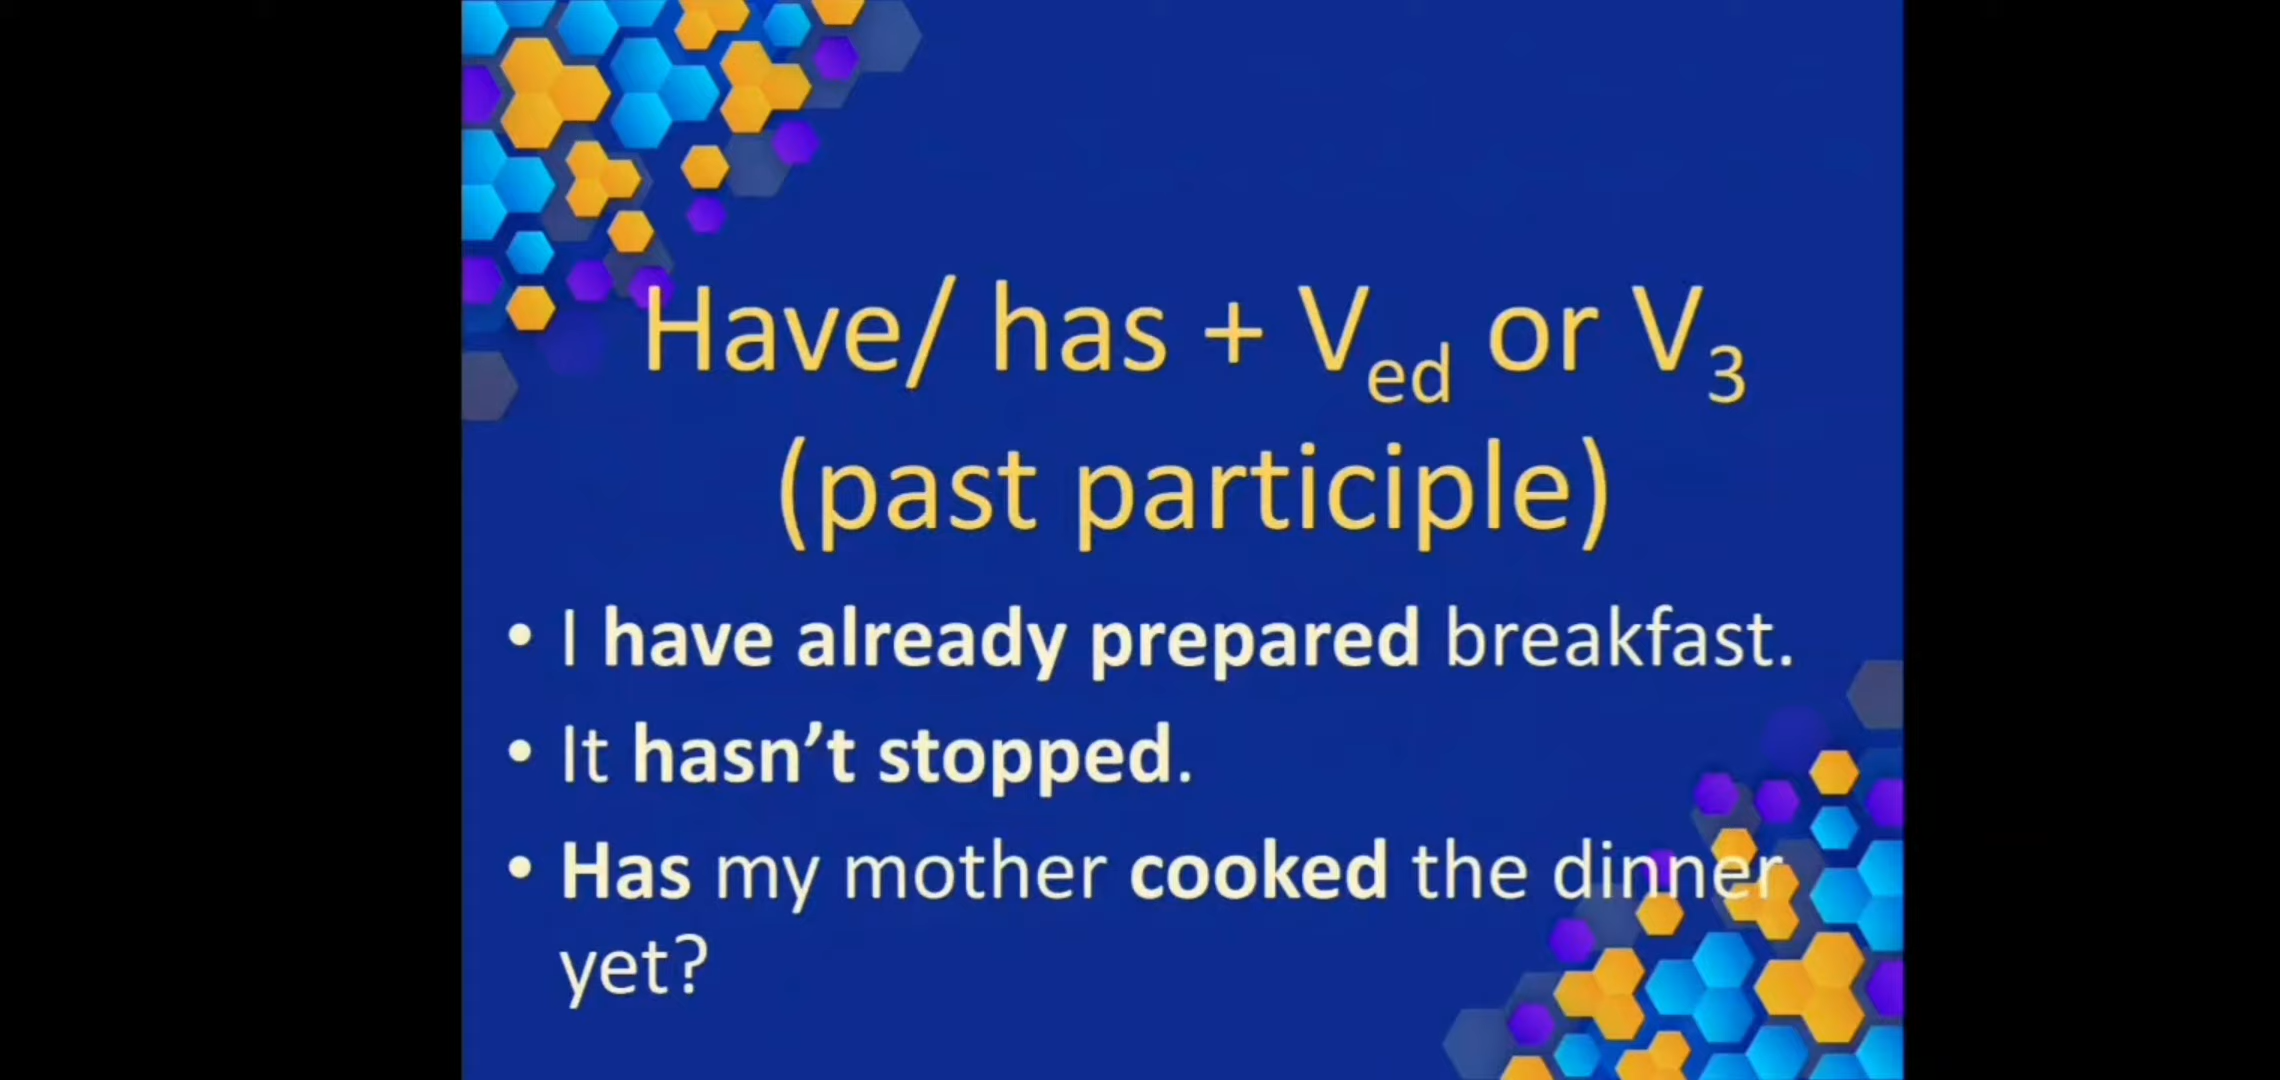 Have/ has + Ved or V3
(past participle)
• I have already prepared breakfast.
• It hasn’t stopped.
• Has my mother cooked the dinner
yet?